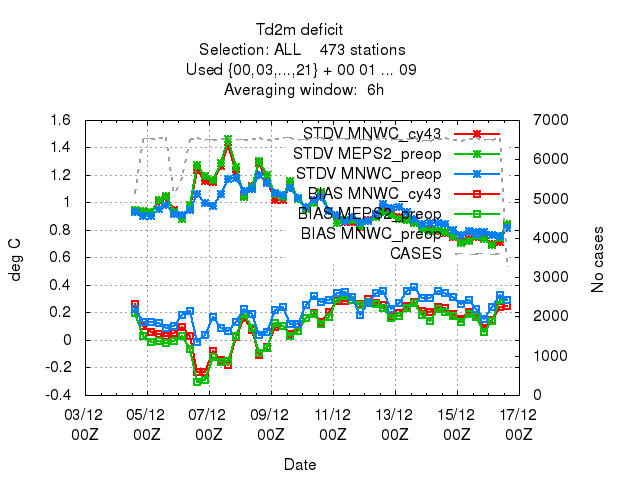 Td2m deficit
Selection: ALL 473 stations
Used {00,03,...,21} + 00 01 ... 09
Averaging window: 6h
1.6
1.4
1.2
1
0.8
0.6
0.4
0.2
0
-0.2
-0.4
deg C
STDV MNWC_cy43
STDV MEPS2_preop
STDV MNWC_preop
BIAS MNWC_cy43
BIAS MEPS2_preop
BIAS MNWC_preop
CASES
7000
6000
5000
4000
3000
2000
1000
0
No cases
03/12 05/12 07/12 09/12 11/12 13/12 15/12 17/12
00Z 00Z 00Z 00Z 00Z 00Z 00Z 00Z
Date